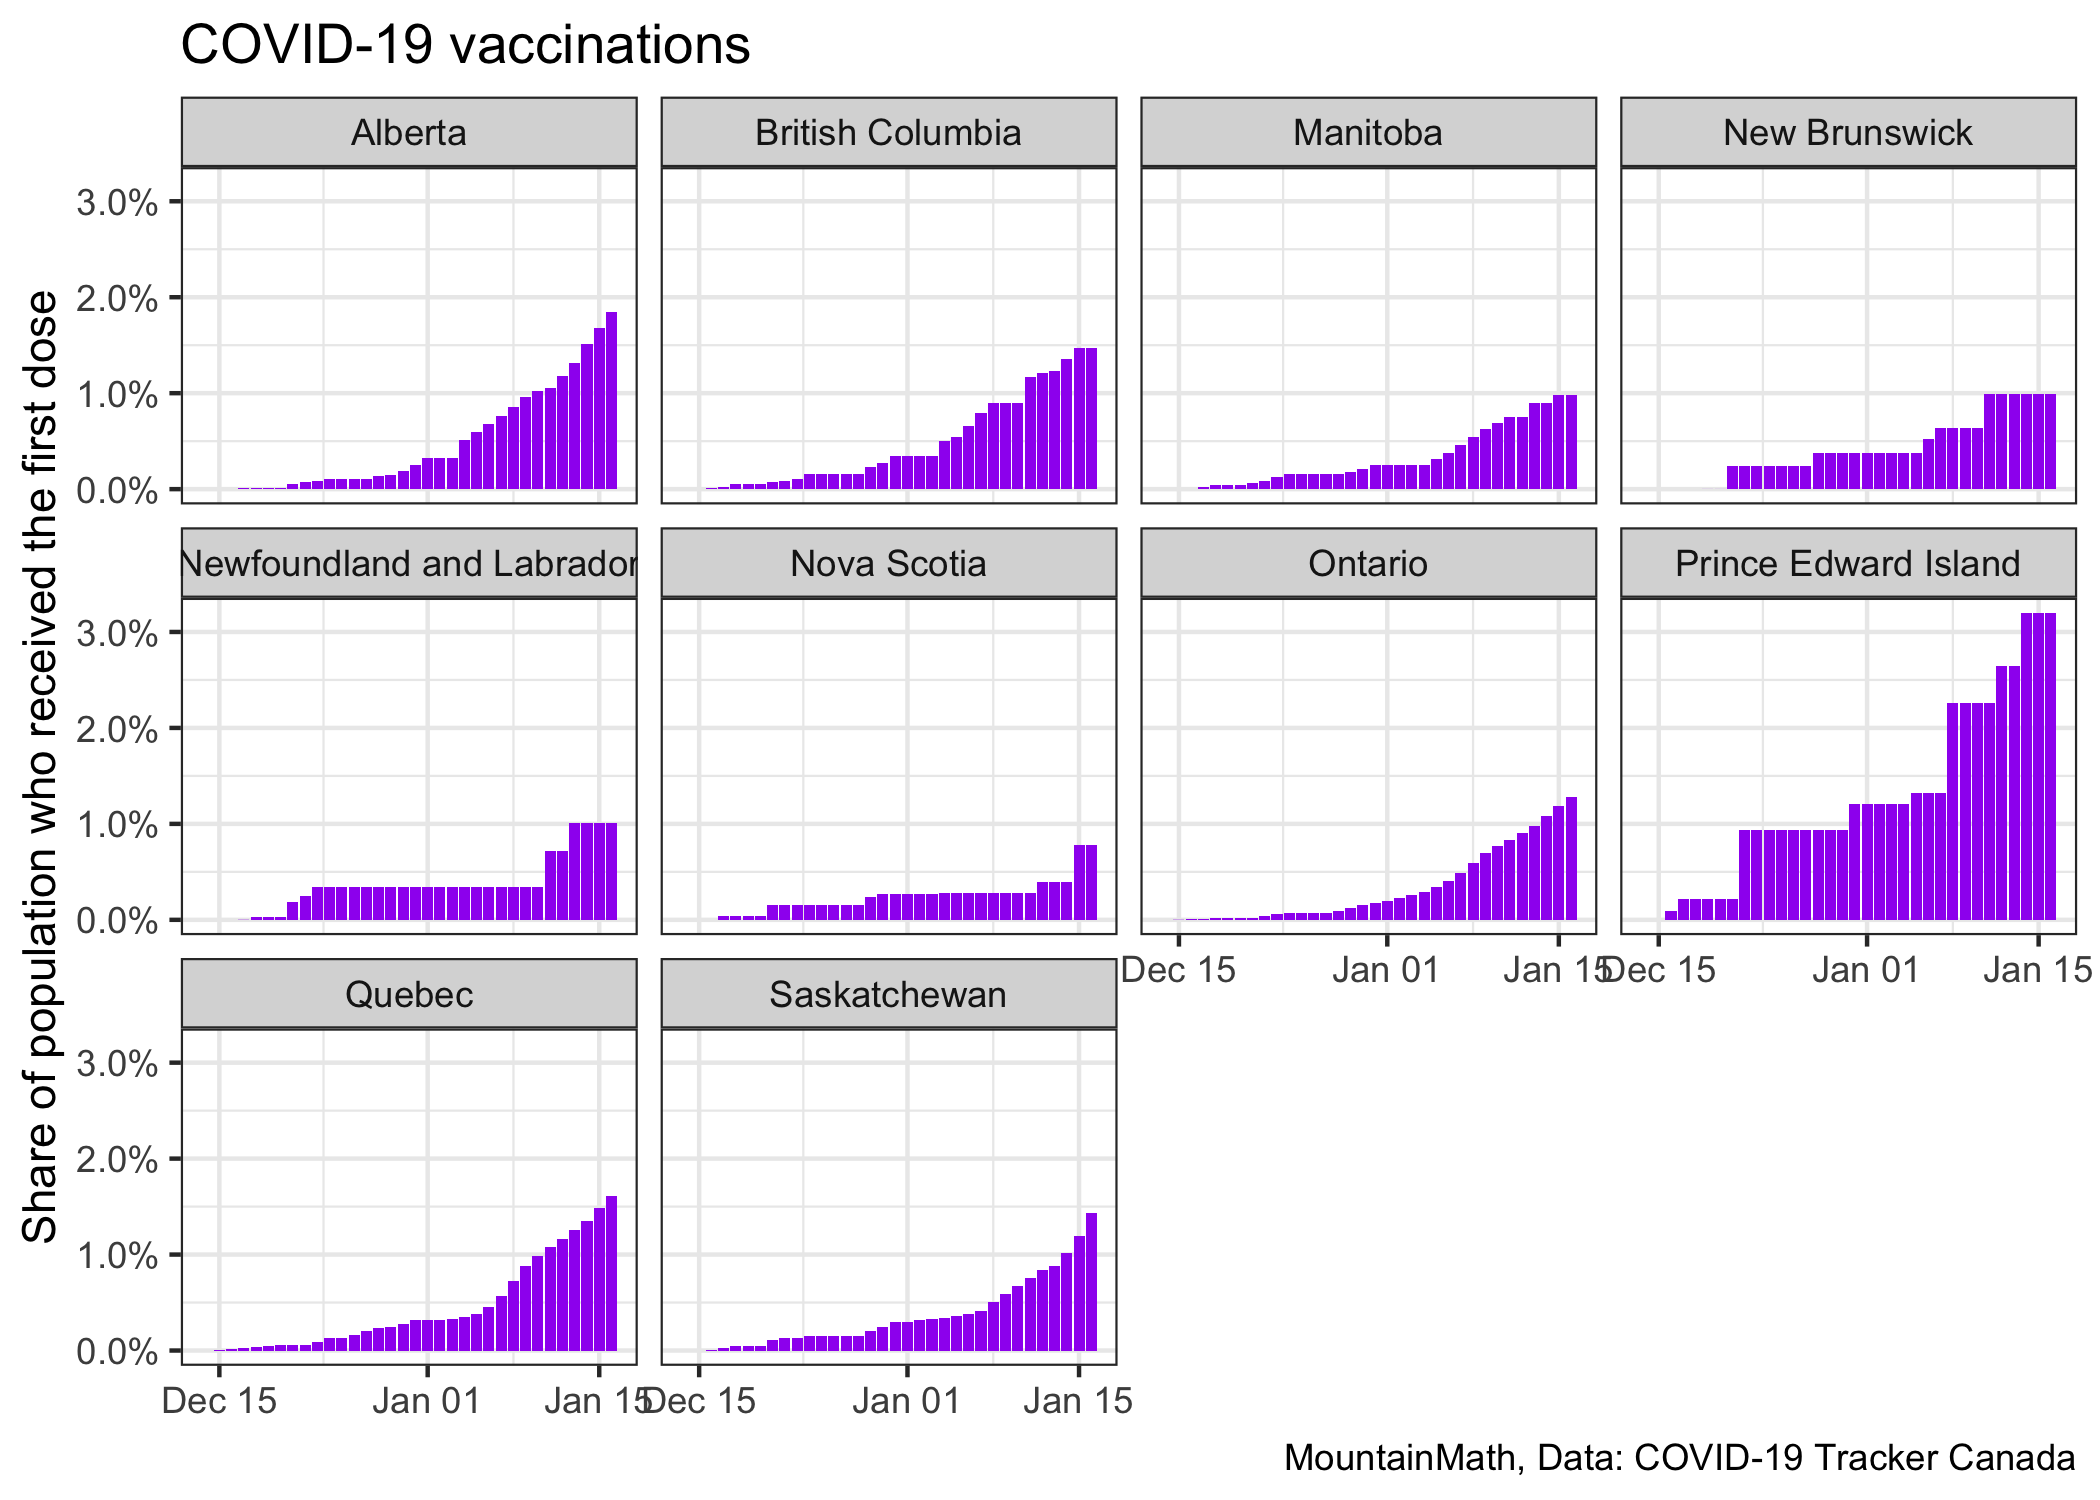 COVID-19 vaccinations
Share of population who received the first dose
Alberta
British Columbia
Manitoba
New Brunswick
3.0%
2.0%
1.0%
0.0%
Newfoundland and Labrador
Nova Scotia
Ontario
Prince Edward Island
3.0%
2.0%
1.0%
0.0%
Dec 15 Jan 01 Jan 15
Dec 15 Jan 01 Jan 15
Quebec
Saskatchewan
3.0%
2.0%
1.0%
0.0%
Dec 15 Jan 01 Jan 15
Dec 15 Jan 01 Jan 15
MountainMath, Data: COVID-19 Tracker Canada